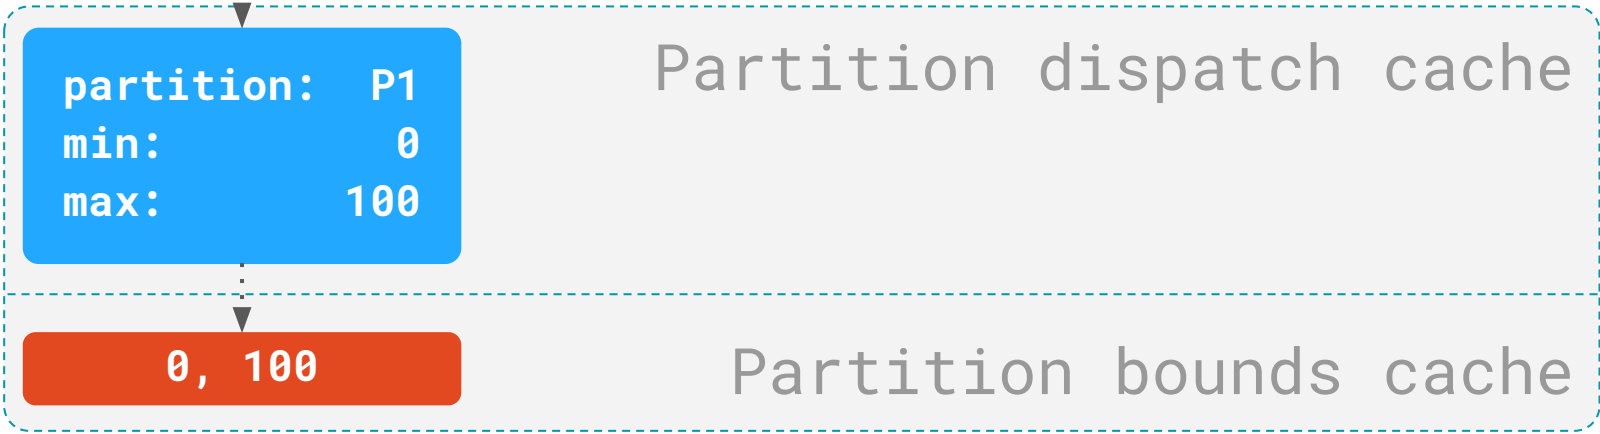 partition: P1
min: 0
max: 100
Partition dispatch cache
0, 100
Partition bounds cache